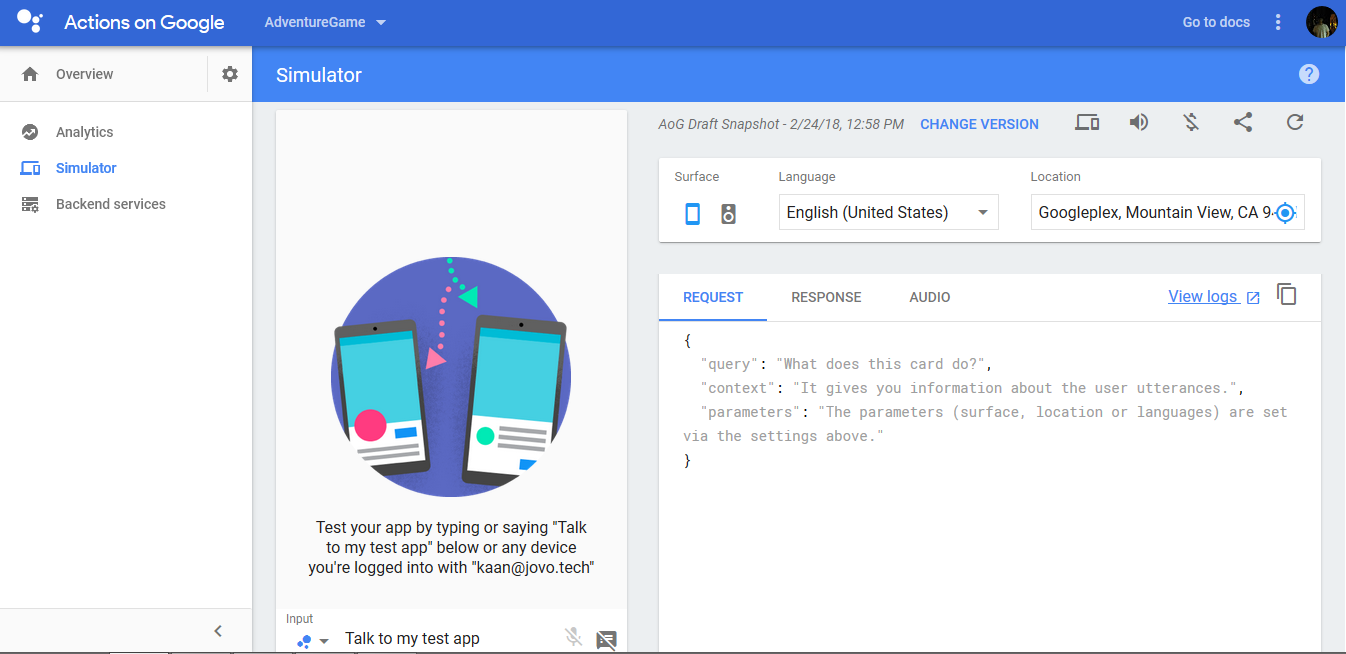 Actions on Google
AdventureGame
Go to docs
Overview
Simulator
Analytics
Simulator
Backend services
AoG Draft Snapshot - 2/24/18, 12:58 PM
CHANGE VERSION
Surface
Language
Location
English (United States)
Googleplex, Mountain View, CA 9
REQUEST
RESPONSE
AUDIO
View logs
{
"query": "What does this card do?",
"context": "It gives you information about the user utterances.",
"parameters": "The parameters (surface, location or languages) are set
via the settings above."
}
Test your app by typing or saying "Talk
to my test app" below or any device
you're logged into with "kaan@jovo.tech"
Input
Talk to my test app